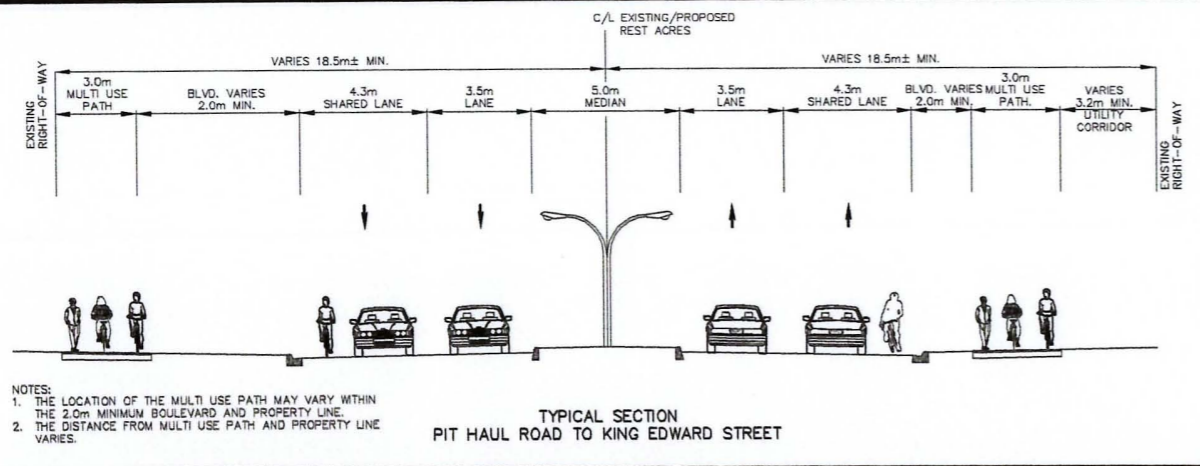 C/L EXISTING/PROPOSED
REST ACRES
VARIES 18.5m± MIN.
VARIES 18.5m± MIN.
EXISTING
RIGHT-OF-WAY
3.0m
MULTI USE
PATH
BLVD. VARIES
2.0m MIN.
4.3m
SHARED LANE
3.5m
LANE
5.0m
MEDIAN
3.5m
LANE
4.3m
SHARED LANE
BLVD. VARIES
2.0m MIN.
3.0m
MULTI USE
PATH.
VARIES
3.2m MIN.
UTILITY
CORRIDOR
EXISTING
RIGHT-OF-WAY
NOTES:
1. THE LOCATION OF THE MULTI USE PATH MAY VARY WITHIN
THE 2.0m MINIMUM BOULEVARD AND PROPERTY LINE.
2. THE DISTANCE FROM MULTI USE PATH AND PROPERTY LINE
VARIES.
TYPICAL SECTION
PIT HAUL ROAD TO KING EDWARD STREET